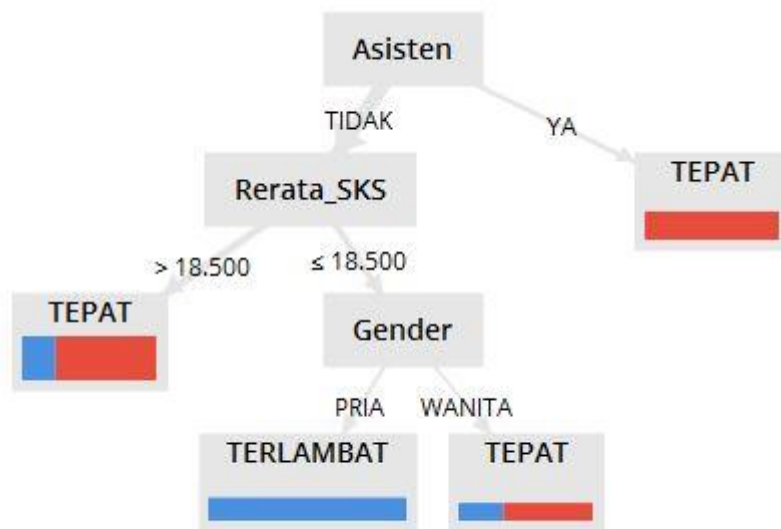 Asisten
TIDAK
YA
Rerata_SKS
TEPAT
> 18.500
≤ 18.500
TEPAT
Gender
PRIA
WANITA
TERLAMBAT
TEPAT